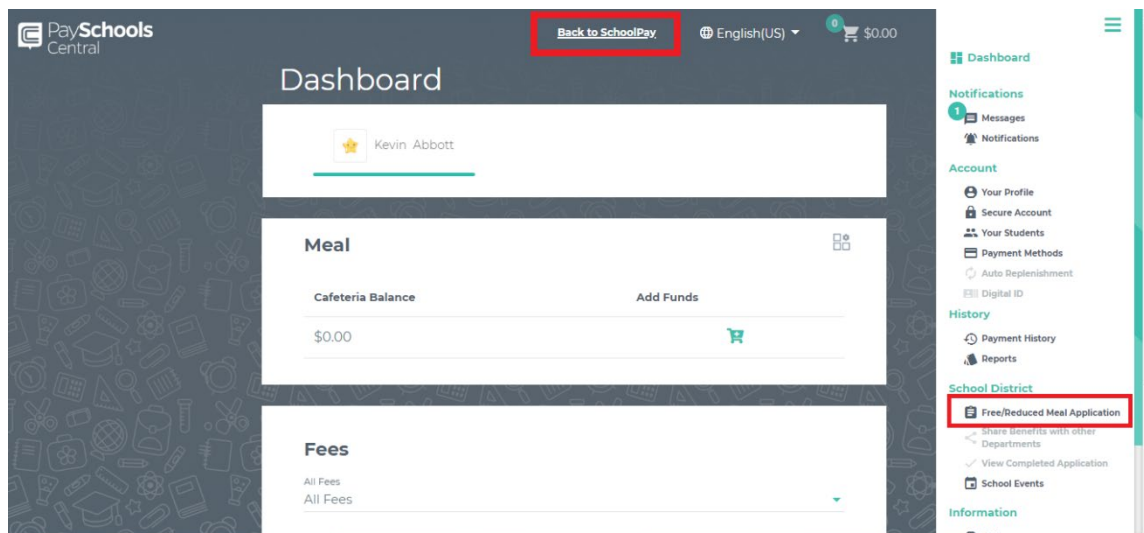 PaySchools
Central
Back to SchoolPay
English(US)
0
$0.00
Dashboard
Kevin Abbott
Meal
Cafeteria Balance
Add Funds
$0.00
Fees
All Fees
All Fees
Dashboard
Notifications
1
Messages
Notifications
Account
Your Profile
Secure Account
Your Students
Payment Methods
Auto Replenishment
Digital ID
History
Payment History
Reports
School District
Free/Reduced Meal Application
Share Benefits with other
Departments
View Completed Application
School Events
Information